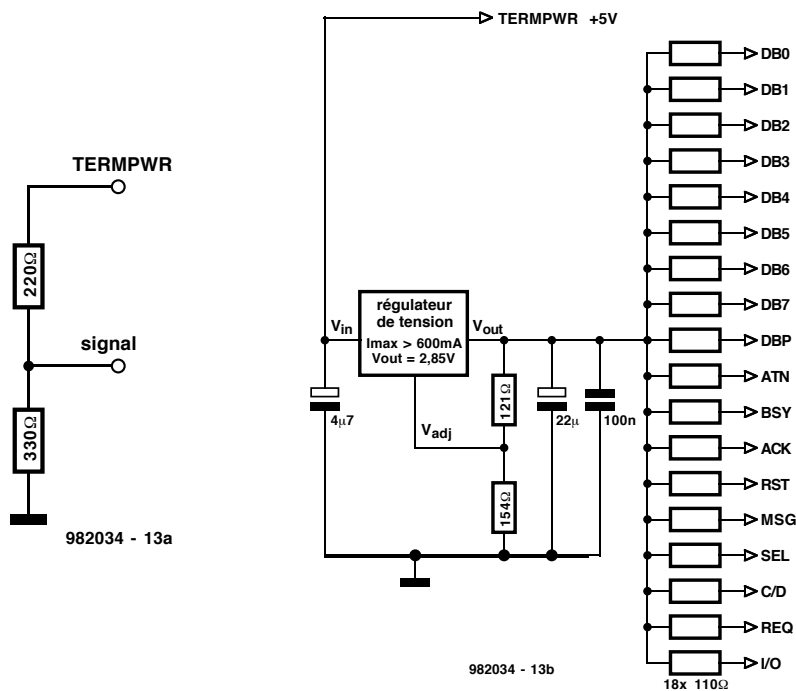 TERMPWR
220Ω
signal
330Ω
982034 - 13a
TERMPWR +5V
régulateur
de tension
Imax > 600mA
Vout = 2,85V
Vin
Vout
Vadj
4µ7
121Ω
154Ω
22µ
100n
982034 - 13b
DB0
DB1
DB2
DB3
DB4
DB5
DB6
DB7
DBP
ATN
BSY
ACK
RST
MSG
SEL
C/D
REQ
I/O
18x 110Ω